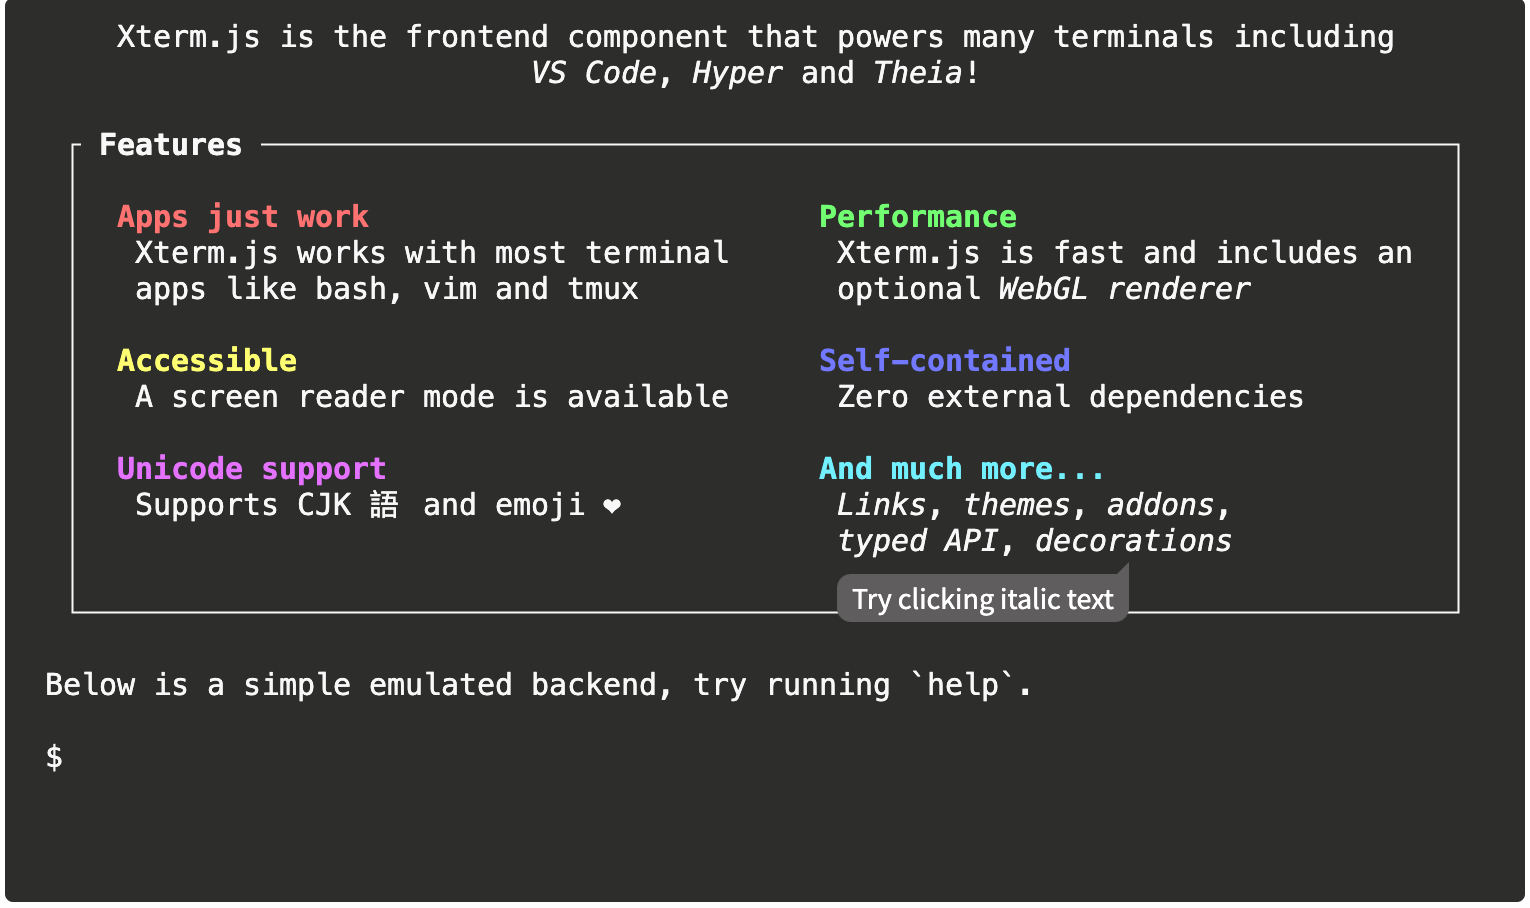 Xterm.js is the frontend component that powers many terminals including
VS Code, Hyper and Theia!
Features
Apps just work
Xterm.js works with most terminal
apps like bash, vim and tmux
Performance
Xterm.js is fast and includes an
optional WebGL renderer
Accessible
A screen reader mode is available
Self-contained
Zero external dependencies
Unicode support
Supports CJK 語 and emoji ❤
And much more...
Links, themes, addons,
typed API, decorations
Try clicking italic text
Below is a simple emulated backend, try running `help`.
$